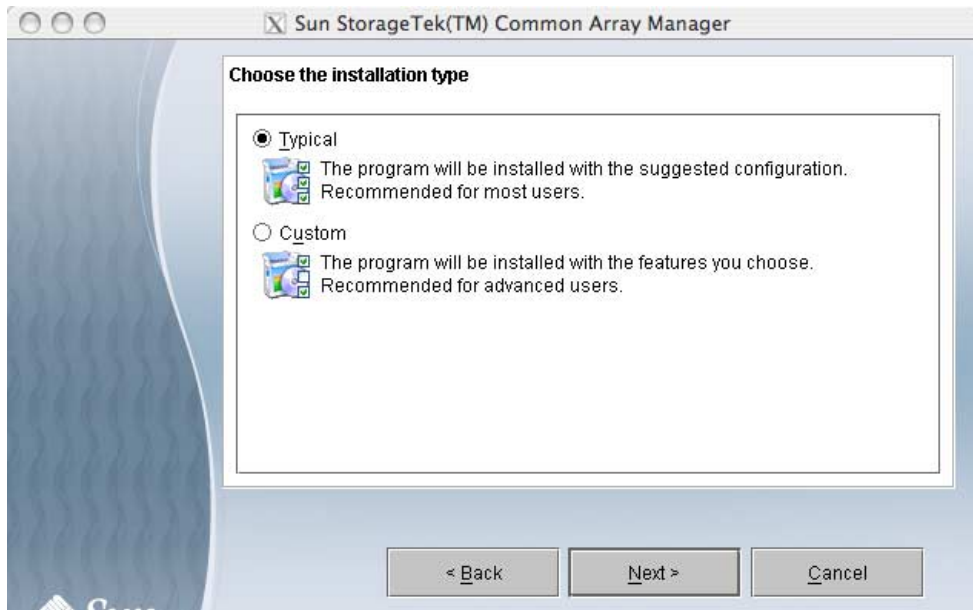 Sun StorageTek(TM) Common Array Manager
Choose the installation type
Typical
The program will be installed with the suggested configuration.
Recommended for most users.
Custom
The program will be installed with the features you choose.
Recommended for advanced users.
< Back
Next >
Cancel